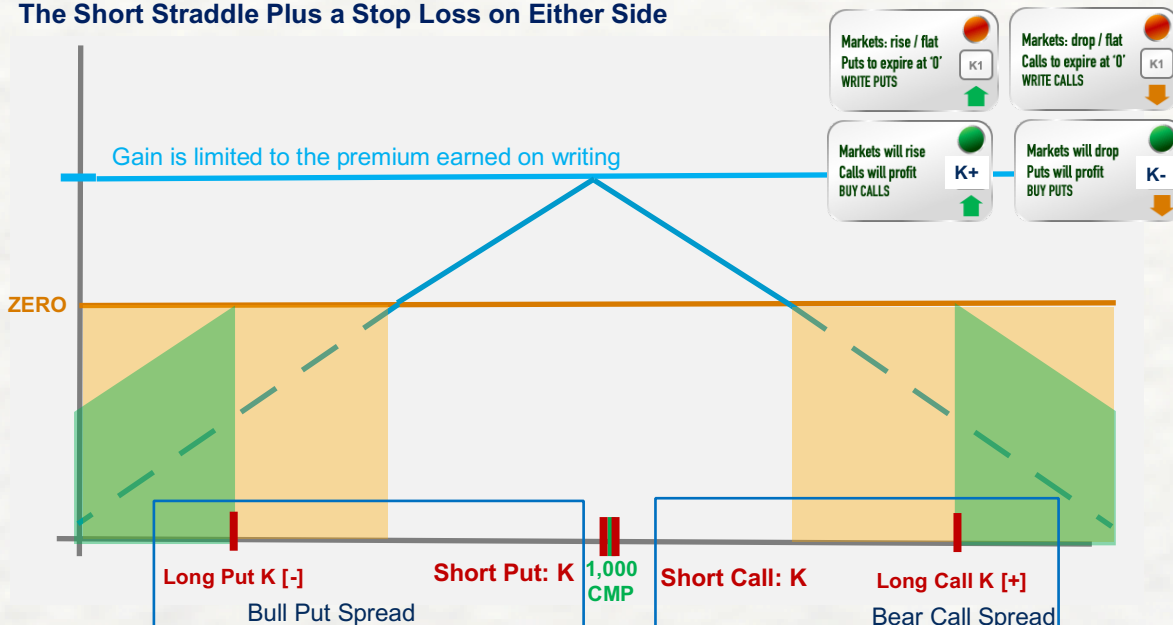 The Short Straddle Plus a Stop Loss on Either Side
Markets: rise / flat
Puts to expire at '0'
WRITE PUTS
K1
Markets: drop / flat
Calls to expire at '0'
WRITE CALLS
K1
Markets will rise
Calls will profit
BUY CALLS
K+
Markets will drop
Puts will profit
BUY PUTS
K-
Gain is limited to the premium earned on writing
ZERO
Long Put K [-]
Short Put: K
1,000
CMP
Short Call: K
Long Call K [+]
Bull Put Spread
Bear Call Spread